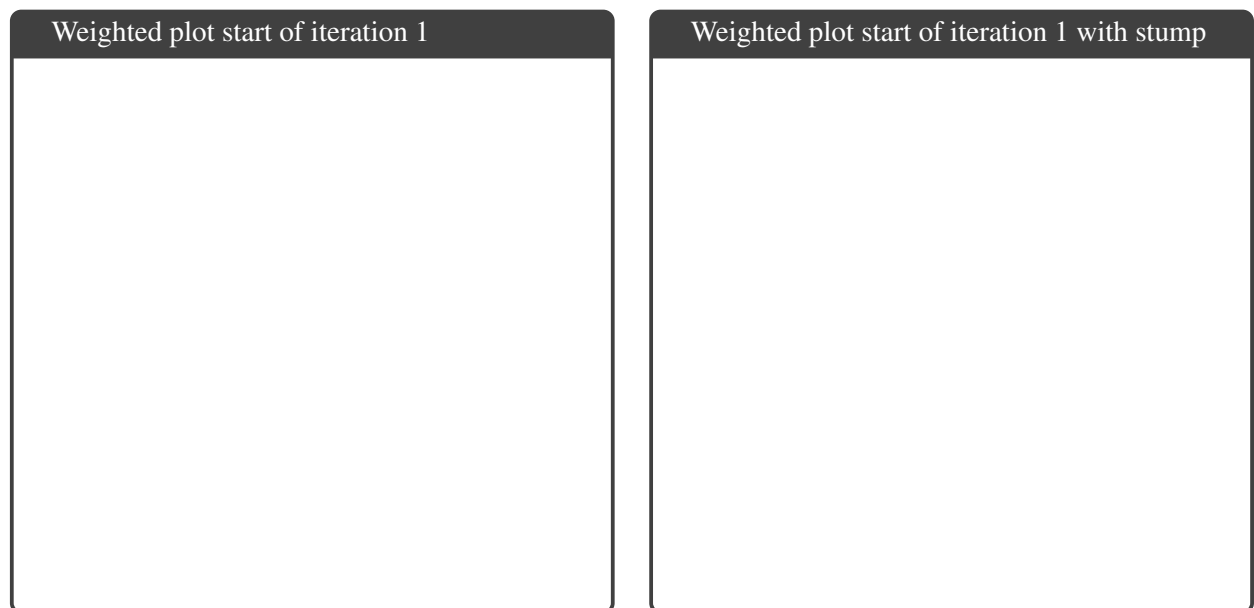 Weighted plot start of iteration 1
Weighted plot start of iteration 1 with stump